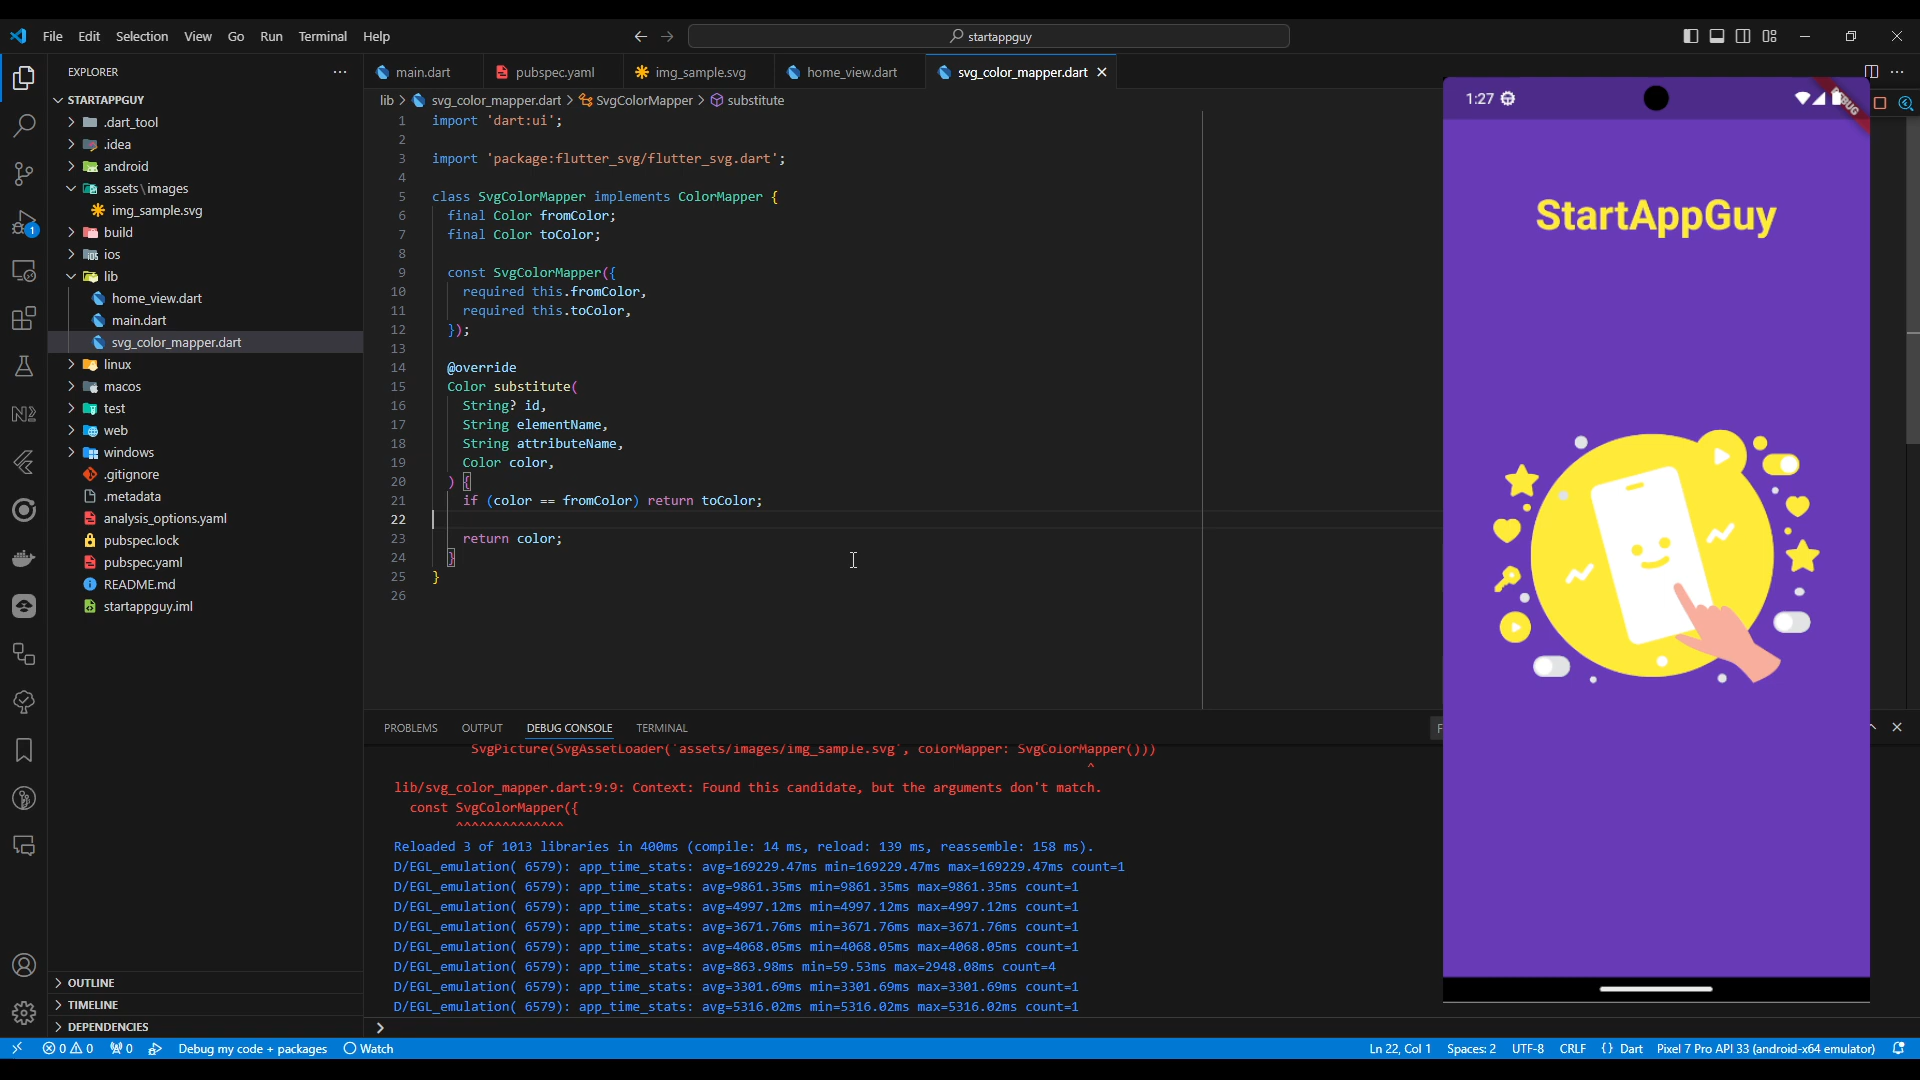 File Edit Selection View Go Run Terminal Help
startappguy
EXPLORER
STARTAPPGUY
.dart_tool
.idea
android
assets\images
img_sample.svg
build
ios
lib
home_view.dart
main.dart
svg_color_mapper.dart
linux
macos
test
web
windows
.gitignore
.metadata
analysis_options.yaml
pubspec.lock
pubspec.yaml
README.md
startappguy.iml
OUTLINE
TIMELINE
DEPENDENCIES
main.dart pubspec.yaml img_sample.svg home_view.dart svg_color_mapper.dart
lib > svg_color_mapper.dart > SvgColorMapper > substitute
1 import 'dart:ui';
2
3 import 'package:flutter_svg/flutter_svg.dart';
4
5 class SvgColorMapper implements ColorMapper {
6 final Color fromColor;
7 final Color toColor;
8
9 const SvgColorMapper({
10 required this.fromColor,
11 required this.toColor,
12 });
13
14 @override
15 Color substitute(
16 String? id,
17 String elementName,
18 String attributeName,
19 Color color,
20 ) {
21 if (color == fromColor) return toColor;
22
23 return color;
24 }
25 }
26
PROBLEMS OUTPUT DEBUG CONSOLE TERMINAL
SvgPicture(SvgAssetLoader('assets/images/img_sample.svg', colorMapper: SvgColorMapper()))
^
lib/svg_color_mapper.dart:9:9: Context: Found this candidate, but the arguments don't match.
const SvgColorMapper({
^^^^^^^^^^^^^^
Reloaded 3 of 1013 libraries in 400ms (compile: 14 ms, reload: 139 ms, reassemble: 158 ms).
D/EGL_emulation( 6579): app_time_stats: avg=169229.47ms min=169229.47ms max=169229.47ms count=1
D/EGL_emulation( 6579): app_time_stats: avg=9861.35ms min=9861.35ms max=9861.35ms count=1
D/EGL_emulation( 6579): app_time_stats: avg=4997.12ms min=4997.12ms max=4997.12ms count=1
D/EGL_emulation( 6579): app_time_stats: avg=3671.76ms min=3671.76ms max=3671.76ms count=1
D/EGL_emulation( 6579): app_time_stats: avg=4068.05ms min=4068.05ms max=4068.05ms count=1
D/EGL_emulation( 6579): app_time_stats: avg=863.98ms min=59.53ms max=2948.08ms count=4
D/EGL_emulation( 6579): app_time_stats: avg=3301.69ms min=3301.69ms max=3301.69ms count=1
D/EGL_emulation( 6579): app_time_stats: avg=5316.02ms min=5316.02ms max=5316.02ms count=1
>
1:27
DEBUG
StartAppGuy
0 0 0 Debug my code + packages Watch
Ln 22, Col 1 Spaces: 2 UTF-8 CRLF {} Dart Pixel 7 Pro API 33 (android-x64 emulator)